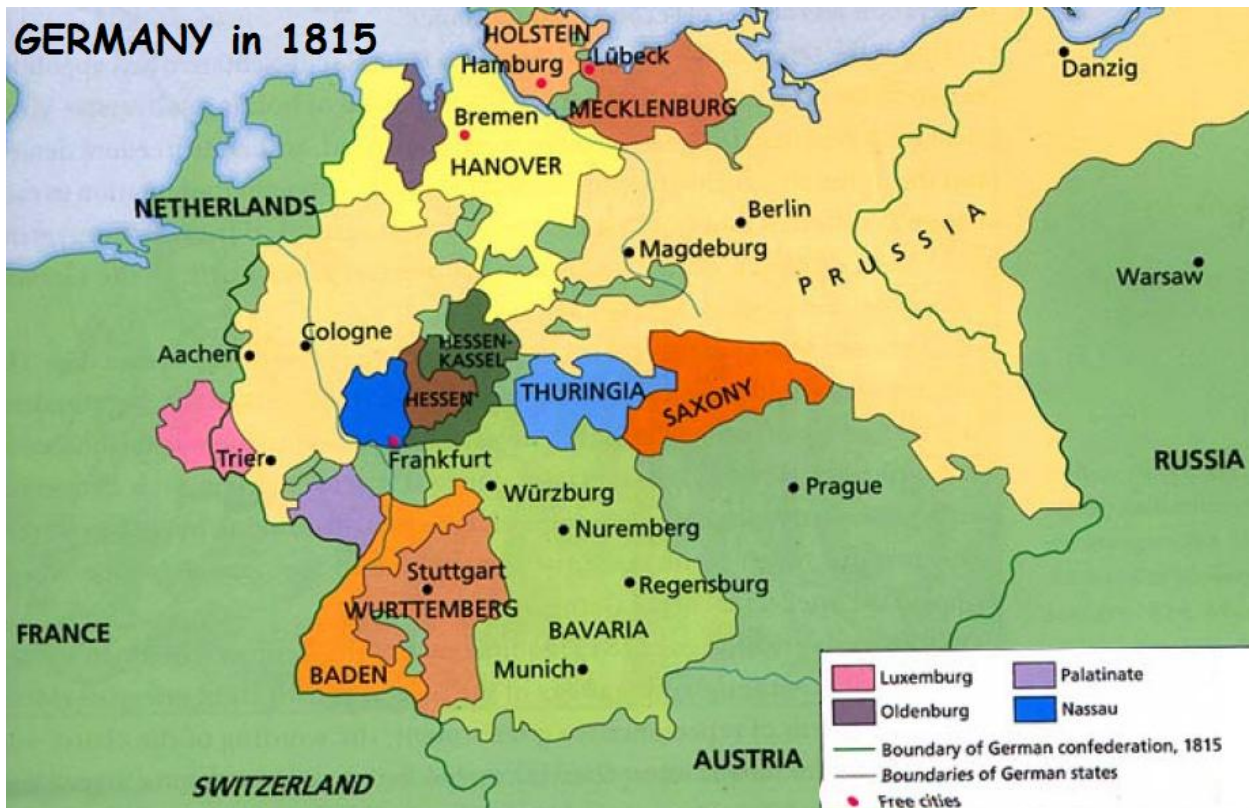 GERMANY in 1815
HOLSTEIN
Hamburg
Lübeck
Danzig
MECKLENBURG
Bremen
HANOVER
NETHERLANDS
Berlin
Magdeburg
PRUSSIA
Warsaw
Cologne
Aachen
HESSEN-
KASSEL
HESSEN
THURINGIA
SAXONY
Trier
Frankfurt
RUSSIA
Würzburg
Prague
Nuremberg
Stuttgart
Regensburg
WURTTEMBERG
FRANCE
BAVARIA
BADEN
Munich
AUSTRIA
SWITZERLAND
Luxemburg
Palatinate
Oldenburg
Nassau
Boundary of German confederation, 1815
Boundaries of German states
Free cities